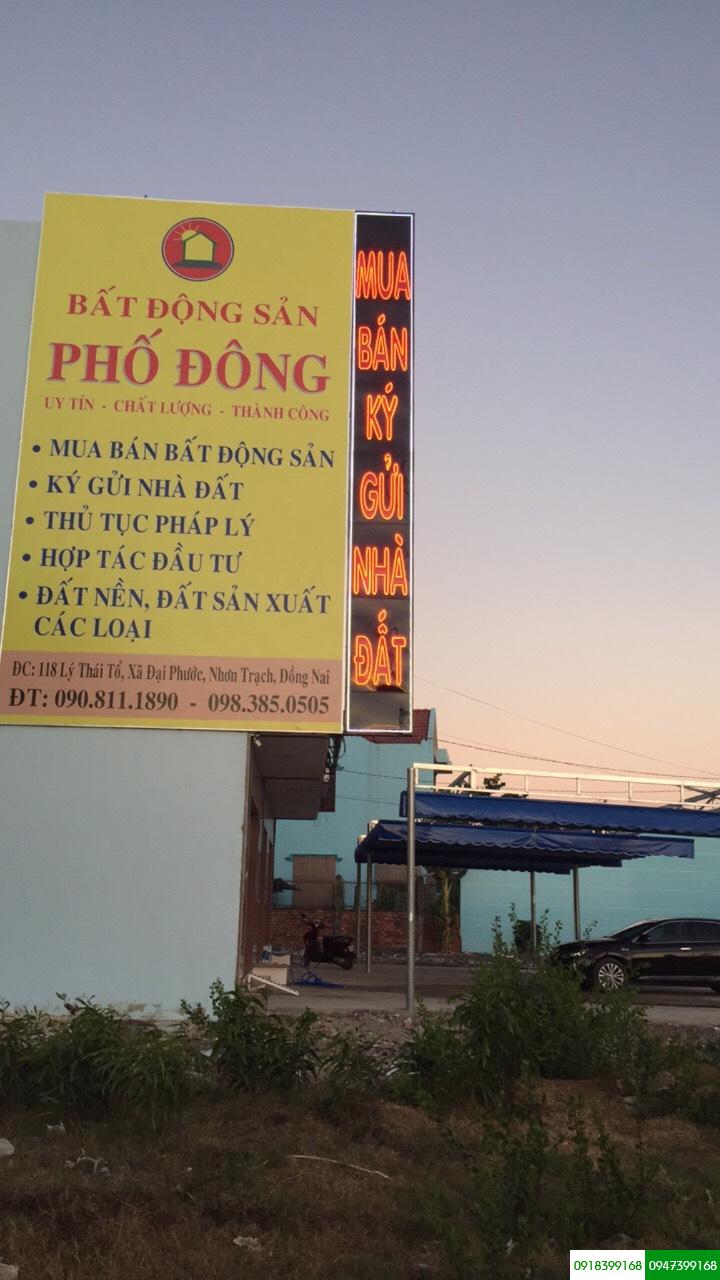 BẤT ĐỘNG SẢN
PHỐ ĐÔNG
UY TÍN - CHẤT LƯỢNG - THÀNH CÔNG
• MUA BÁN BẤT ĐỘNG SẢN
• KÝ GỬI NHÀ ĐẤT
• THỦ TỤC PHÁP LÝ
• HỢP TÁC ĐẦU TƯ
• ĐẤT NỀN, ĐẤT SẢN XUẤT
CÁC LOẠI
ĐC: 118 Lý Thái Tổ, Xã Đại Phước, Nhơn Trạch, Đồng Nai
ĐT: 090.811.1890 - 098.385.0505
MUA
BÁN
KÝ
GỬI
NHÀ
ĐẤT
0918399168 0947399168